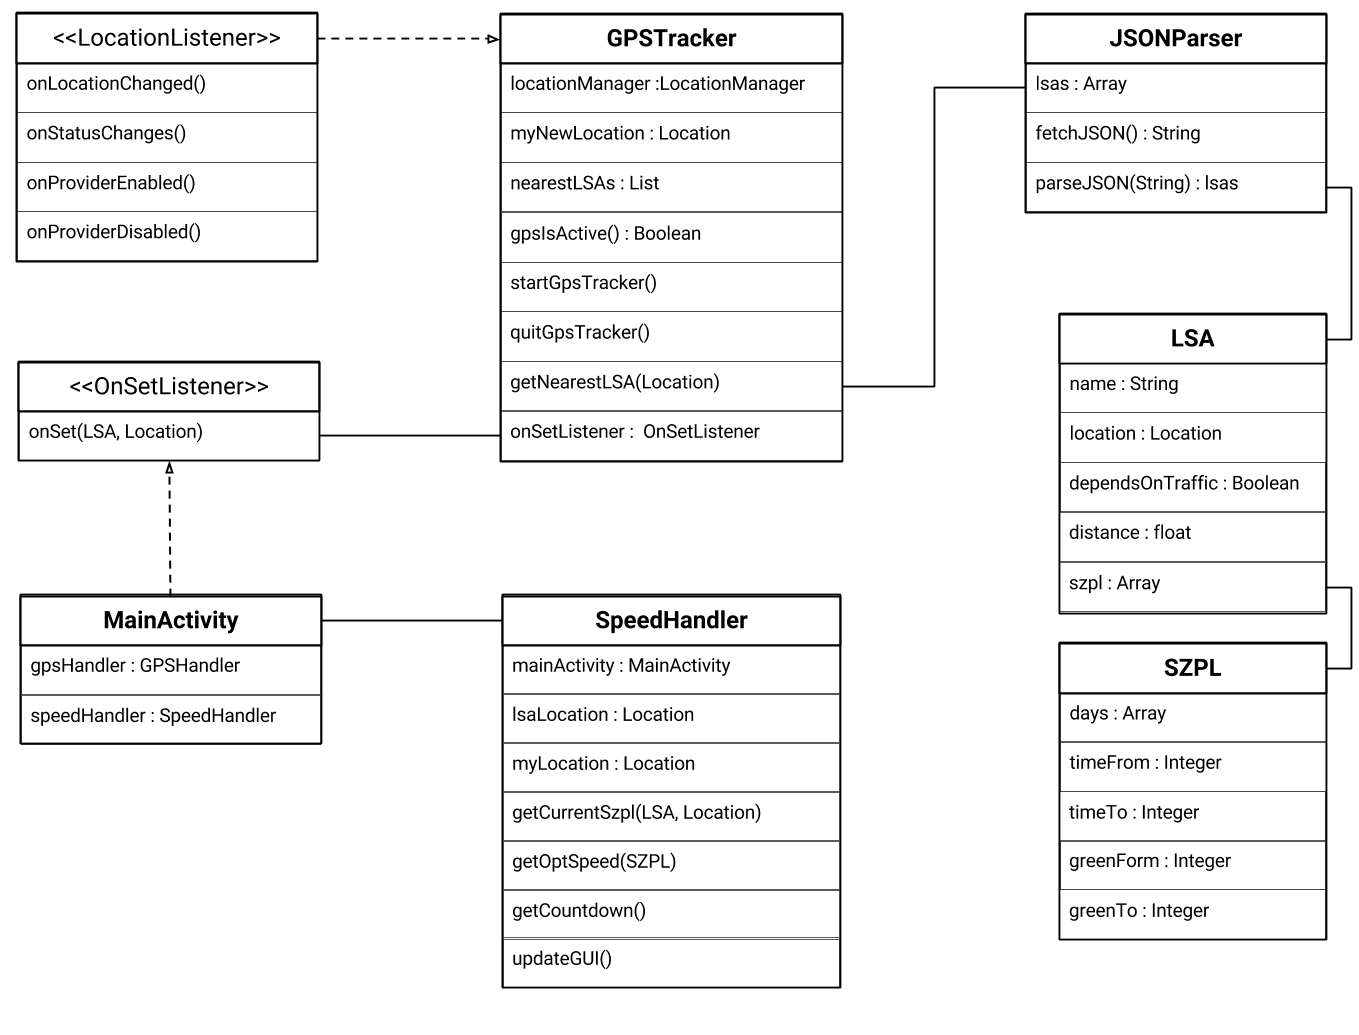 <<LocationListener>>
onLocationChanged()
onStatusChanges()
onProviderEnabled()
onProviderDisabled()
GPSTracker
locationManager :LocationManager
myNewLocation : Location
nearestLSAs : List
gpsIsActive() : Boolean
startGpsTracker()
quitGpsTracker()
getNearestLSA(Location)
onSetListener :  OnSetListener
JSONParser
lsas : Array
fetchJSON() : String
parseJSON(String) : lsas
<<OnSetListener>>
onSet(LSA, Location)
LSA
name : String
location : Location
dependsOnTraffic : Boolean
distance : float
szpl : Array
MainActivity
gpsHandler : GPSHandler
speedHandler : SpeedHandler
SpeedHandler
mainActivity : MainActivity
lsaLocation : Location
myLocation : Location
getCurrentSzpl(LSA, Location)
getOptSpeed(SZPL)
getCountdown()
updateGUI()
SZPL
days : Array
timeFrom : Integer
timeTo : Integer
greenForm : Integer
greenTo : Integer